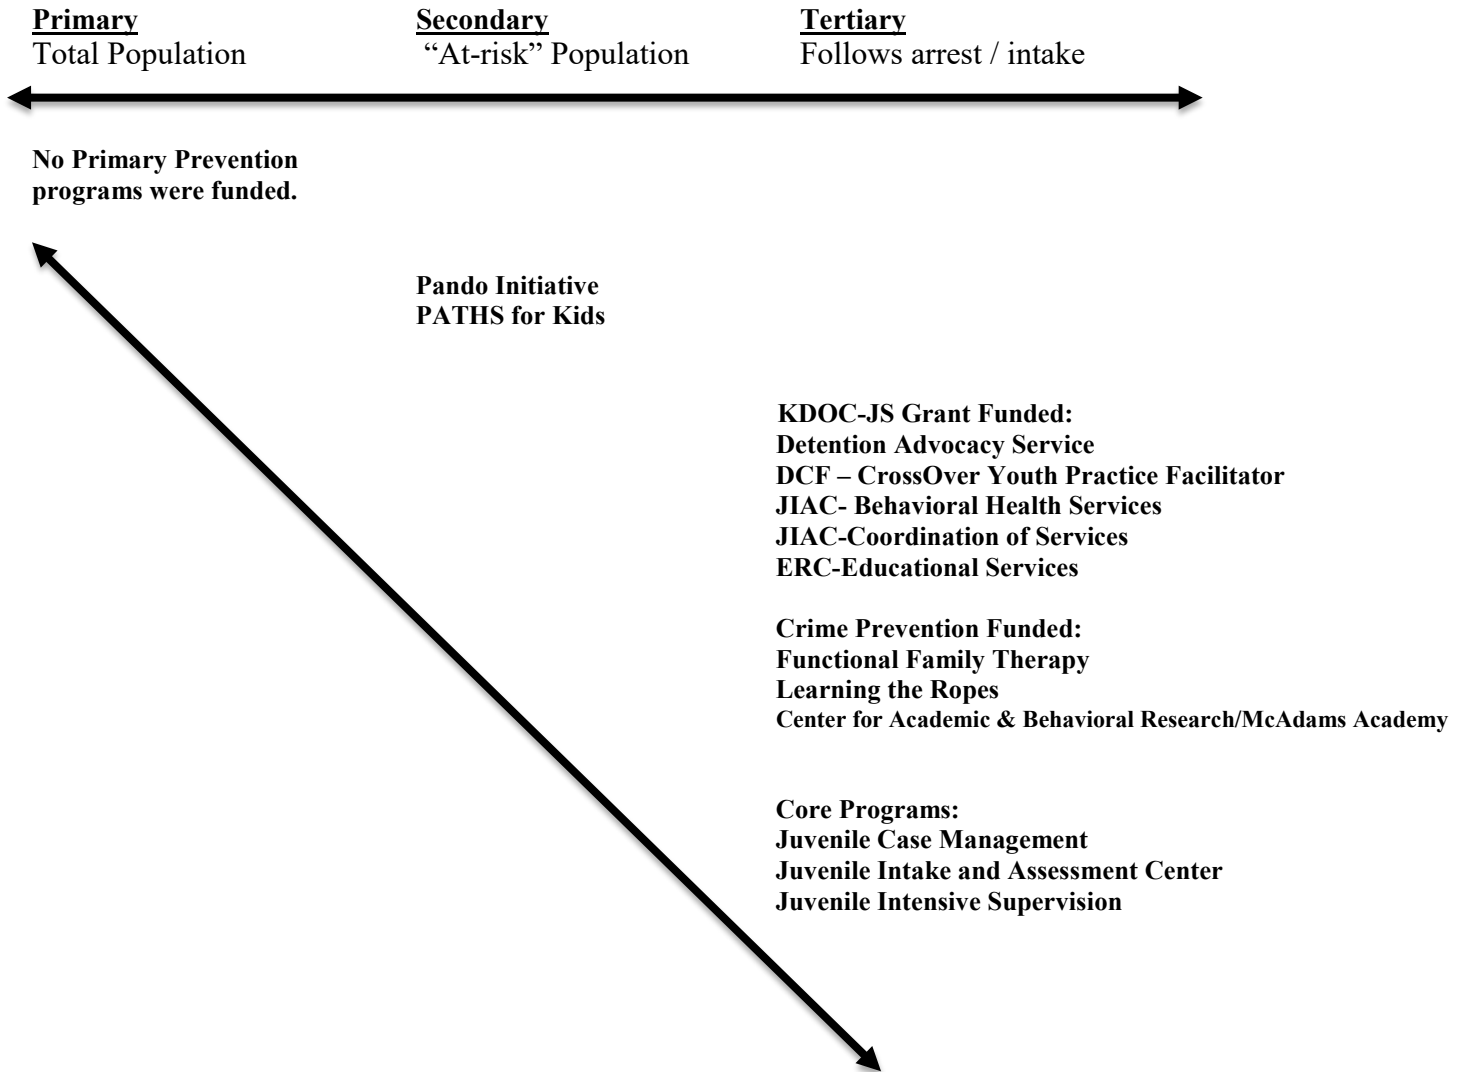 Primary
Total Population
Secondary
“At-risk” Population
Tertiary
Follows arrest / intake
No Primary Prevention
programs were funded.
Pando Initiative
PATHS for Kids
KDOC-JS Grant Funded:
Detention Advocacy Service
DCF – CrossOver Youth Practice Facilitator
JIAC- Behavioral Health Services
JIAC-Coordination of Services
ERC-Educational Services
Crime Prevention Funded:
Functional Family Therapy
Learning the Ropes
Center for Academic & Behavioral Research/McAdams Academy
Core Programs:
Juvenile Case Management
Juvenile Intake and Assessment Center
Juvenile Intensive Supervision